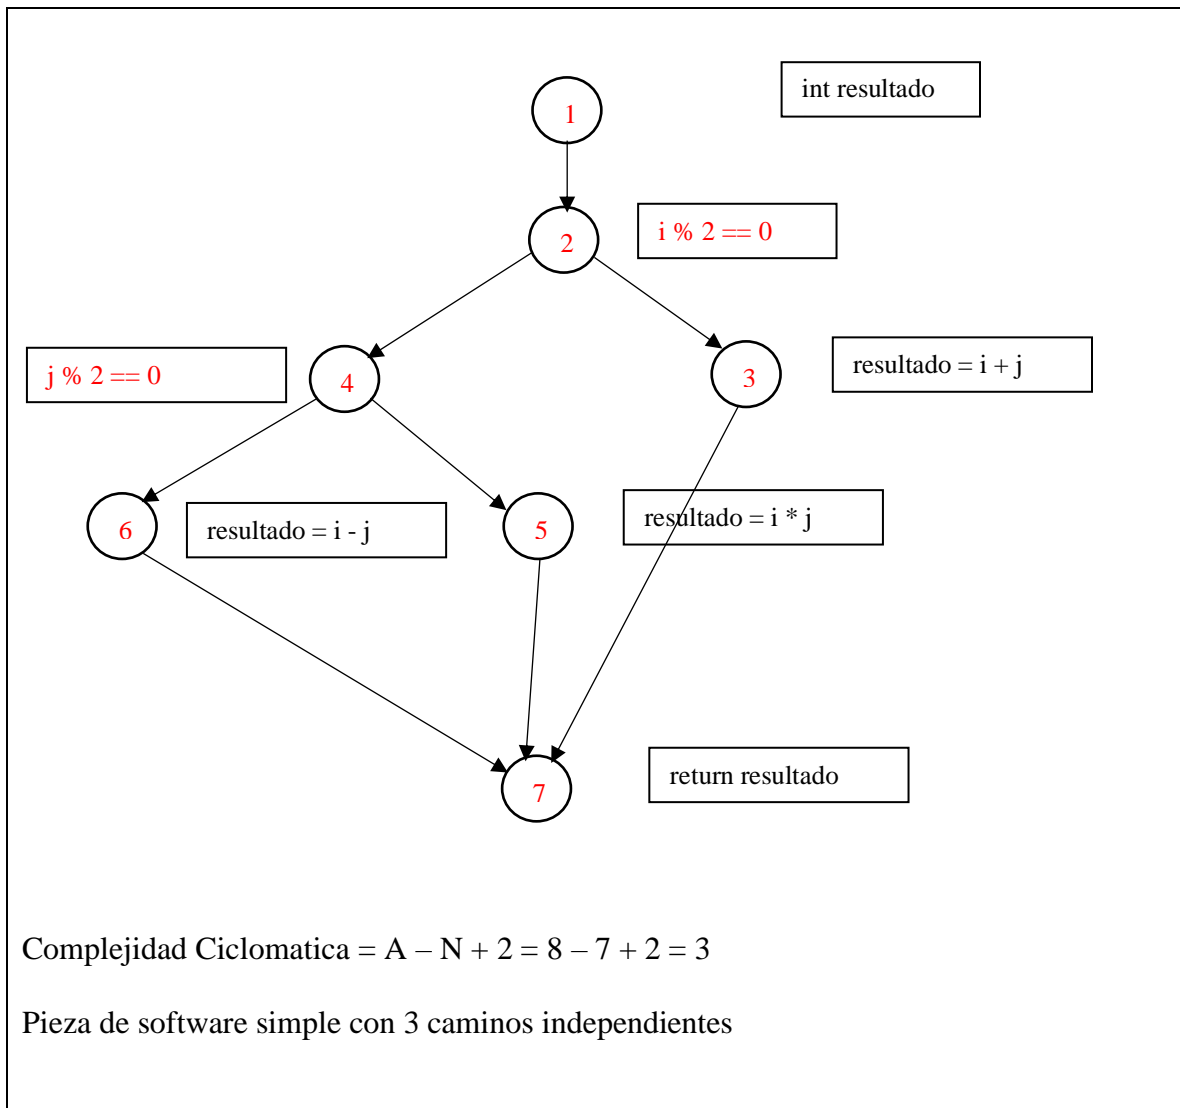 int resultado
1
i % 2 == 0
2
j % 2 == 0
4
3
resultado = i + j
6
resultado = i - j
5
resultado = i * j
7
return resultado
Complejidad Ciclomatica = A – N + 2 = 8 – 7 + 2 = 3
Pieza de software simple con 3 caminos independientes